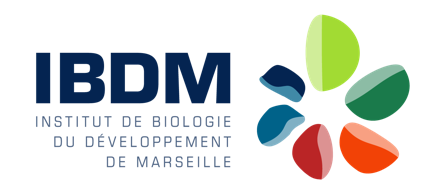 IBDM
INSTITUT DE BIOLOGIE
DU DÉVELOPPEMENT
DE MARSEILLE